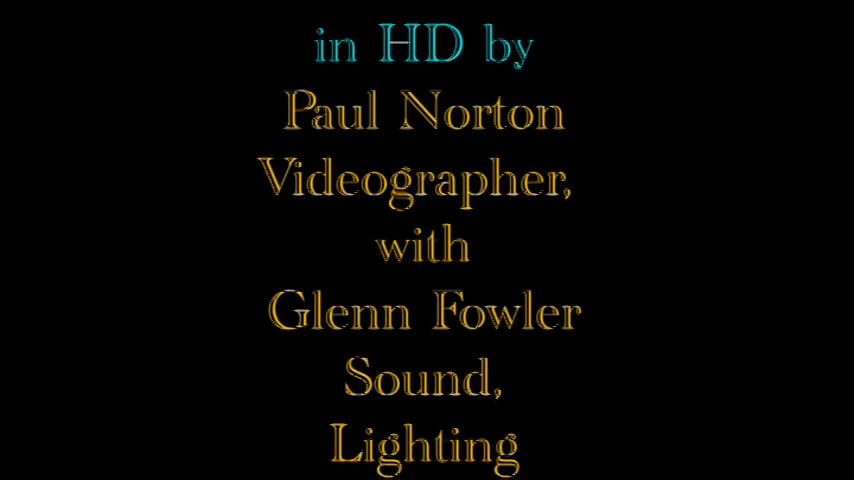 in HD by
Paul Norton
Videographer,
with
Glenn Fowler
Sound,
Lighting